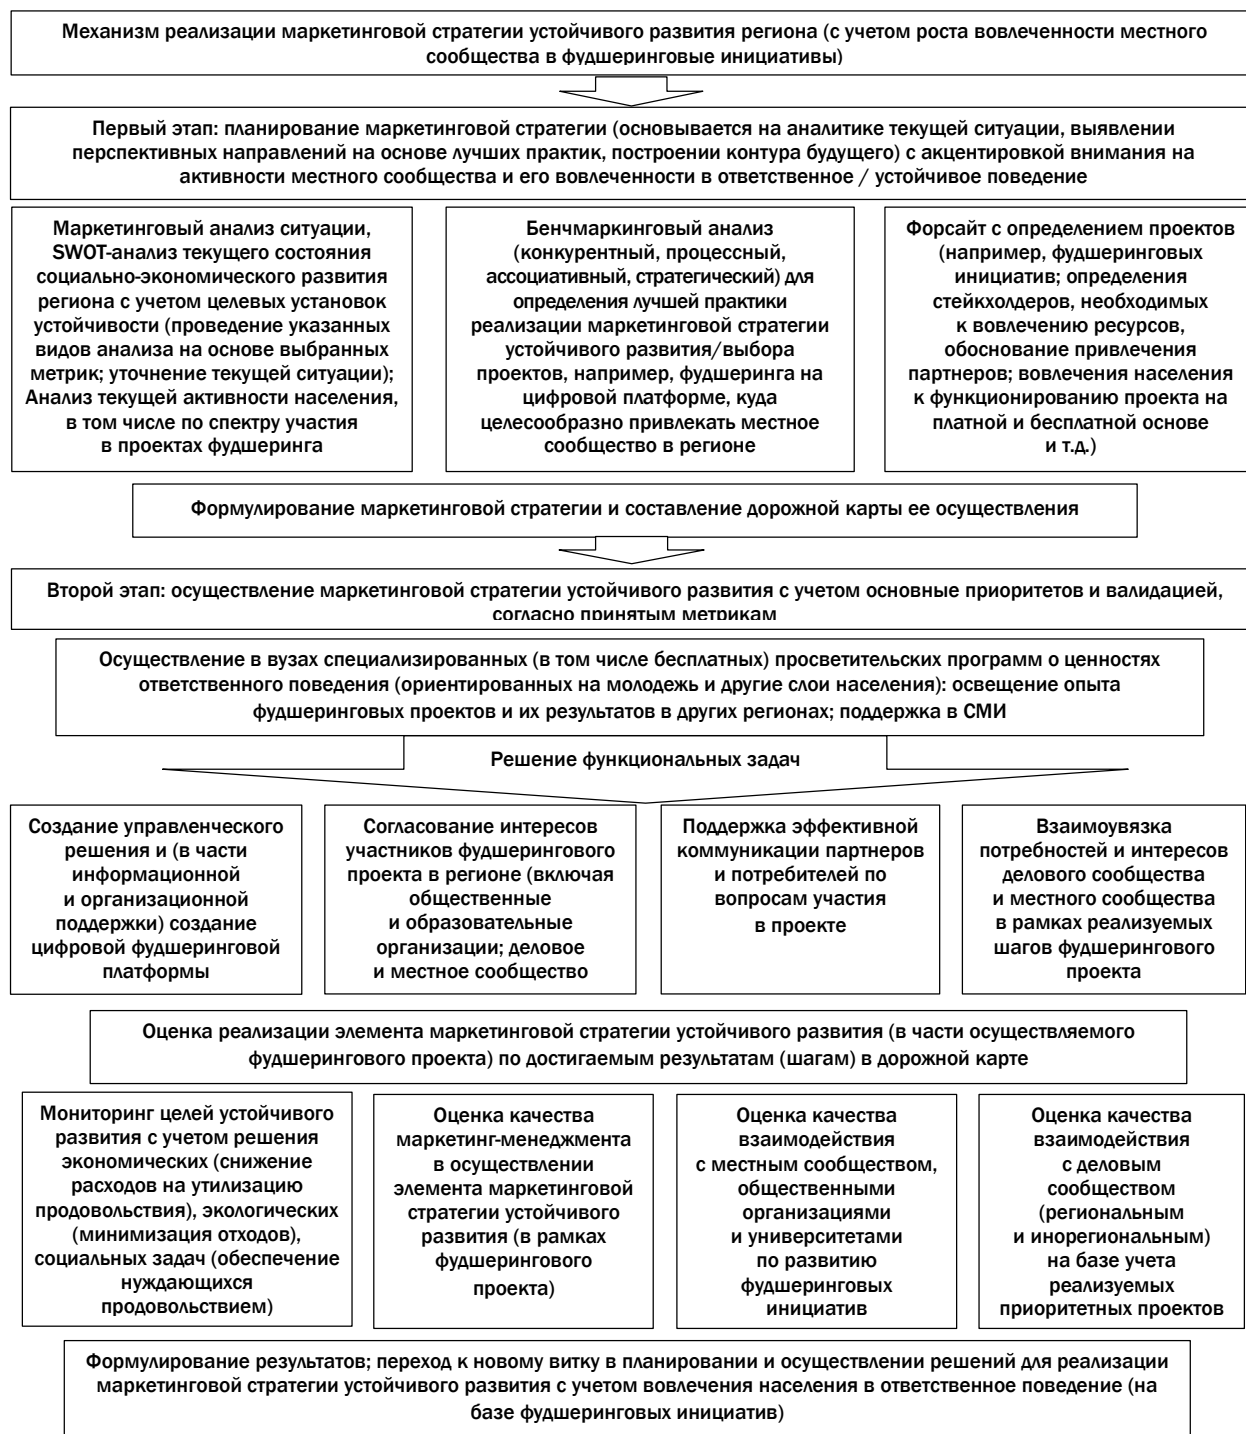 Механизм реализации маркетинговой стратегии устойчивого развития региона (с учетом роста вовлеченности местного
сообщества в фудшеринговые инициативы)
Первый этап: планирование маркетинговой стратегии (основывается на аналитике текущей ситуации, выявлении
перспективных направлений на основе лучших практик, построении контура будущего) с акцентировкой внимания на
активности местного сообщества и его вовлеченности в ответственное / устойчивое поведение
Маркетинговый анализ ситуации,
SWOT-анализ текущего состояния
социально-экономического развития
региона с учетом целевых установок
устойчивости (проведение указанных
видов анализа на основе выбранных
метрик; уточнение текущей ситуации);
Анализ текущей активности населения,
в том числе по спектру участия
в проектах фудшеринга
Бенчмаркинговый анализ
(конкурентный, процессный,
ассоциативный, стратегический) для
определения лучшей практики
реализации маркетинговой стратегии
устойчивого развития/выбора
проектов, например, фудшеринга на
цифровой платформе, куда
целесообразно привлекать местное
сообщество в регионе
Форсайт с определением проектов
(например, фудшеринговых
инициатив; определения
стейкхолдеров, необходимых
к вовлечению ресурсов,
обоснование привлечения
партнеров; вовлечения населения
к функционированию проекта на
платной и бесплатной основе
и т.д.)
Формулирование маркетинговой стратегии и составление дорожной карты ее осуществления
Второй этап: осуществление маркетинговой стратегии устойчивого развития с учетом основные приоритетов и валидацией,
согласно принятым метрикам
Осуществление в вузах специализированных (в том числе бесплатных) просветительских программ о ценностях
ответственного поведения (ориентированных на молодежь и другие слои населения): освещение опыта
фудшеринговых проектов и их результатов в других регионах; поддержка в СМИ
Решение функциональных задач
Создание управленческого
решения и (в части
информационной
и организационной
поддержки) создание
цифровой фудшеринговой
платформы
Согласование интересов
участников фудшерингового
проекта в регионе (включая
общественные
и образовательные
организации; деловое
и местное сообщество
Поддержка эффективной
коммуникации партнеров
и потребителей по
вопросам участия
в проекте
Взаимоувязка
потребностей и интересов
делового сообщества
и местного сообщества
в рамках реализуемых
шагов фудшерингового
проекта
Оценка реализации элемента маркетинговой стратегии устойчивого развития (в части осуществляемого
фудшерингового проекта) по достигаемым результатам (шагам) в дорожной карте
Мониторинг целей устойчивого
развития с учетом решения
экономических (снижение
расходов на утилизацию
продовольствия), экологических
(минимизация отходов),
социальных задач (обеспечение
нуждающихся
продовольствием)
Оценка качества
маркетинг-менеджмента
в осуществлении
элемента маркетинговой
стратегии устойчивого
развития (в рамках
фудшерингового
проекта)
Оценка качества
взаимодействия
с местным сообществом,
общественными
организациями
и университетами
по развитию
фудшеринговых
инициатив
Оценка качества
взаимодействия
с деловым
сообществом
(региональным
и инорегиональным)
на базе учета
реализуемых
приоритетных проектов
Формулирование результатов; переход к новому витку в планировании и осуществлении решений для реализации
маркетинговой стратегии устойчивого развития с учетом вовлечения населения в ответственное поведение (на
базе фудшеринговых инициатив)